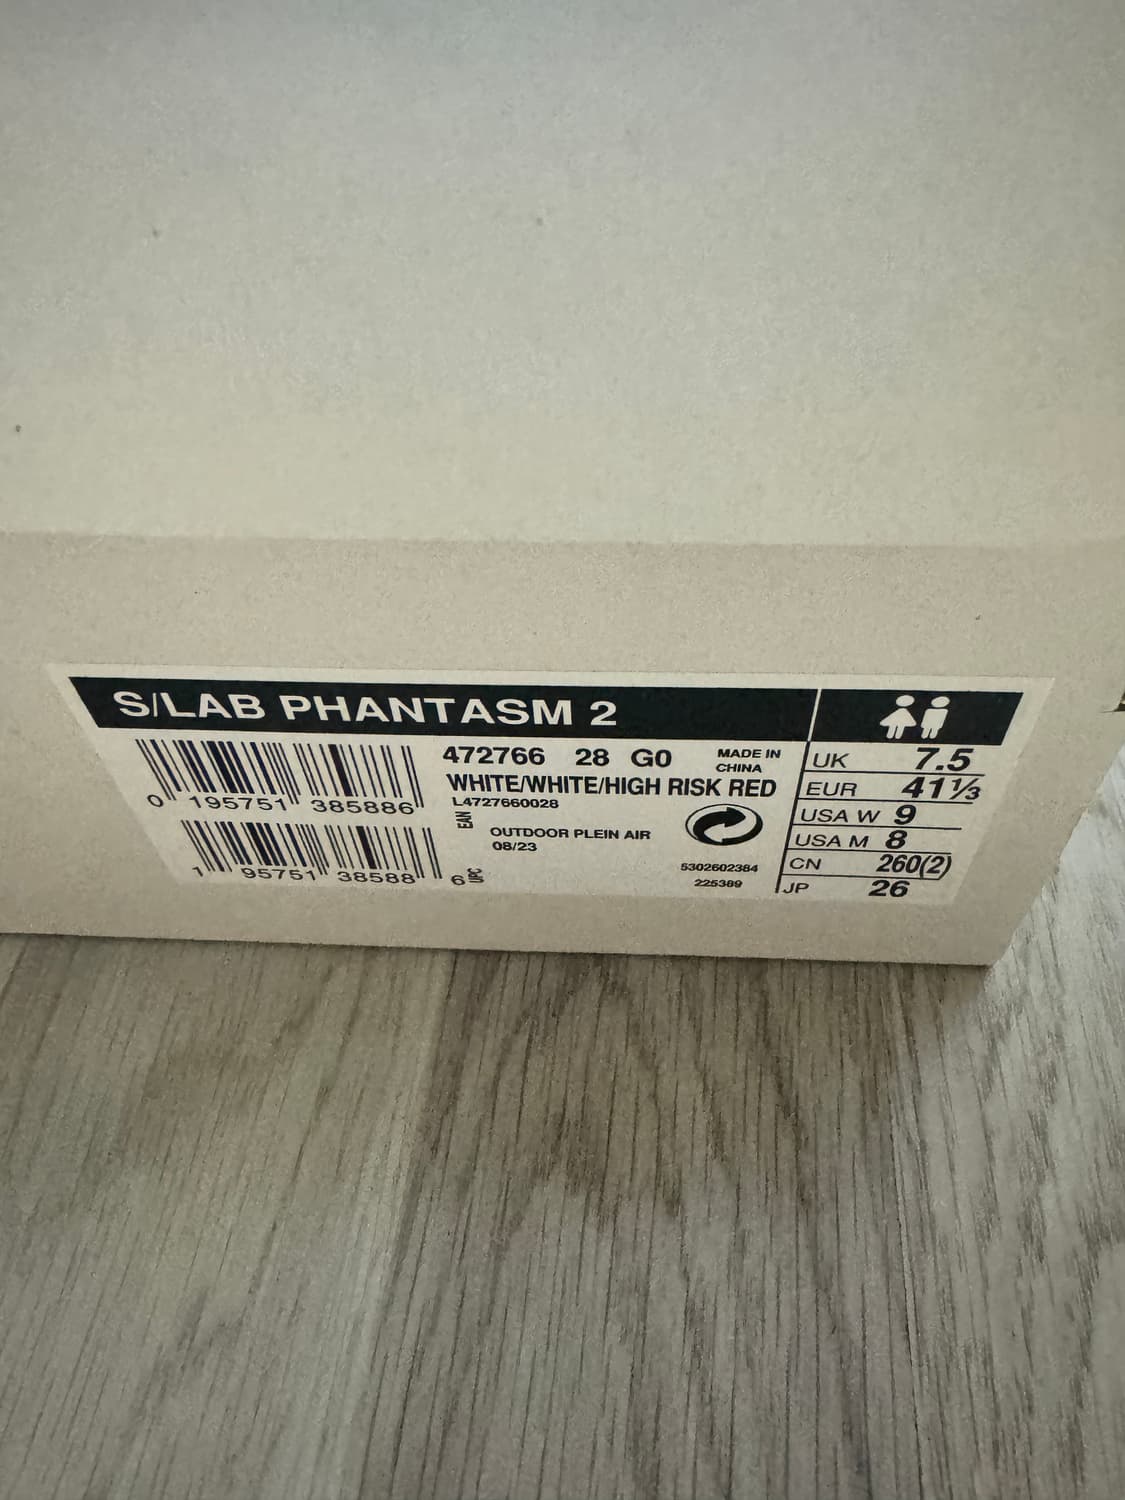 S/LAB PHANTASM 2
0 195751 385886
1 95751 38588 6
EAN
UPC
472766 28 G0
MADE IN
CHINA
WHITE/WHITE/HIGH RISK RED
L4727660028
OUTDOOR PLEIN AIR
08/23
5302602384
225389
UK 7.5
EUR 41⅓
USA W 9
USA M 8
CN 260(2)
JP 26